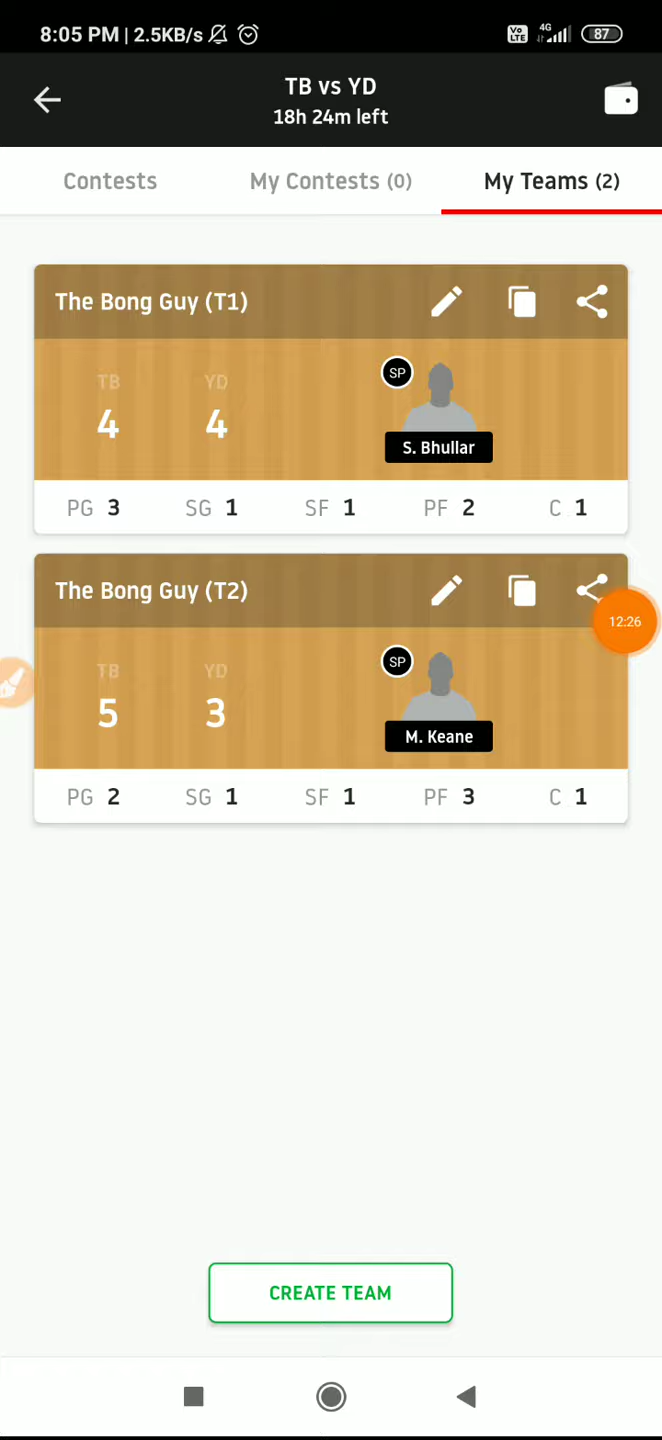 8:05 PM | 2.5KB/s Vo LTE 4G 87
TB vs YD
18h 24m left
Contests My Contests (0) My Teams (2)
The Bong Guy (T1)
TB YD
4 4
SP
S. Bhullar
PG 3 SG 1 SF 1 PF 2 C 1
The Bong Guy (T2)
12:26
TB YD
5 3
SP
M. Keane
PG 2 SG 1 SF 1 PF 3 C 1
CREATE TEAM